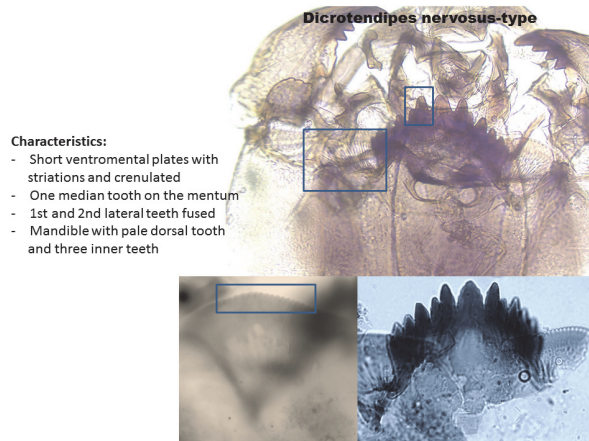 Dicrotendipes nervosus-type
Characteristics:
- Short ventromental plates with
striations and crenulated
- One median tooth on the mentum
- 1st and 2nd lateral teeth fused
- Mandible with pale dorsal tooth
and three inner teeth